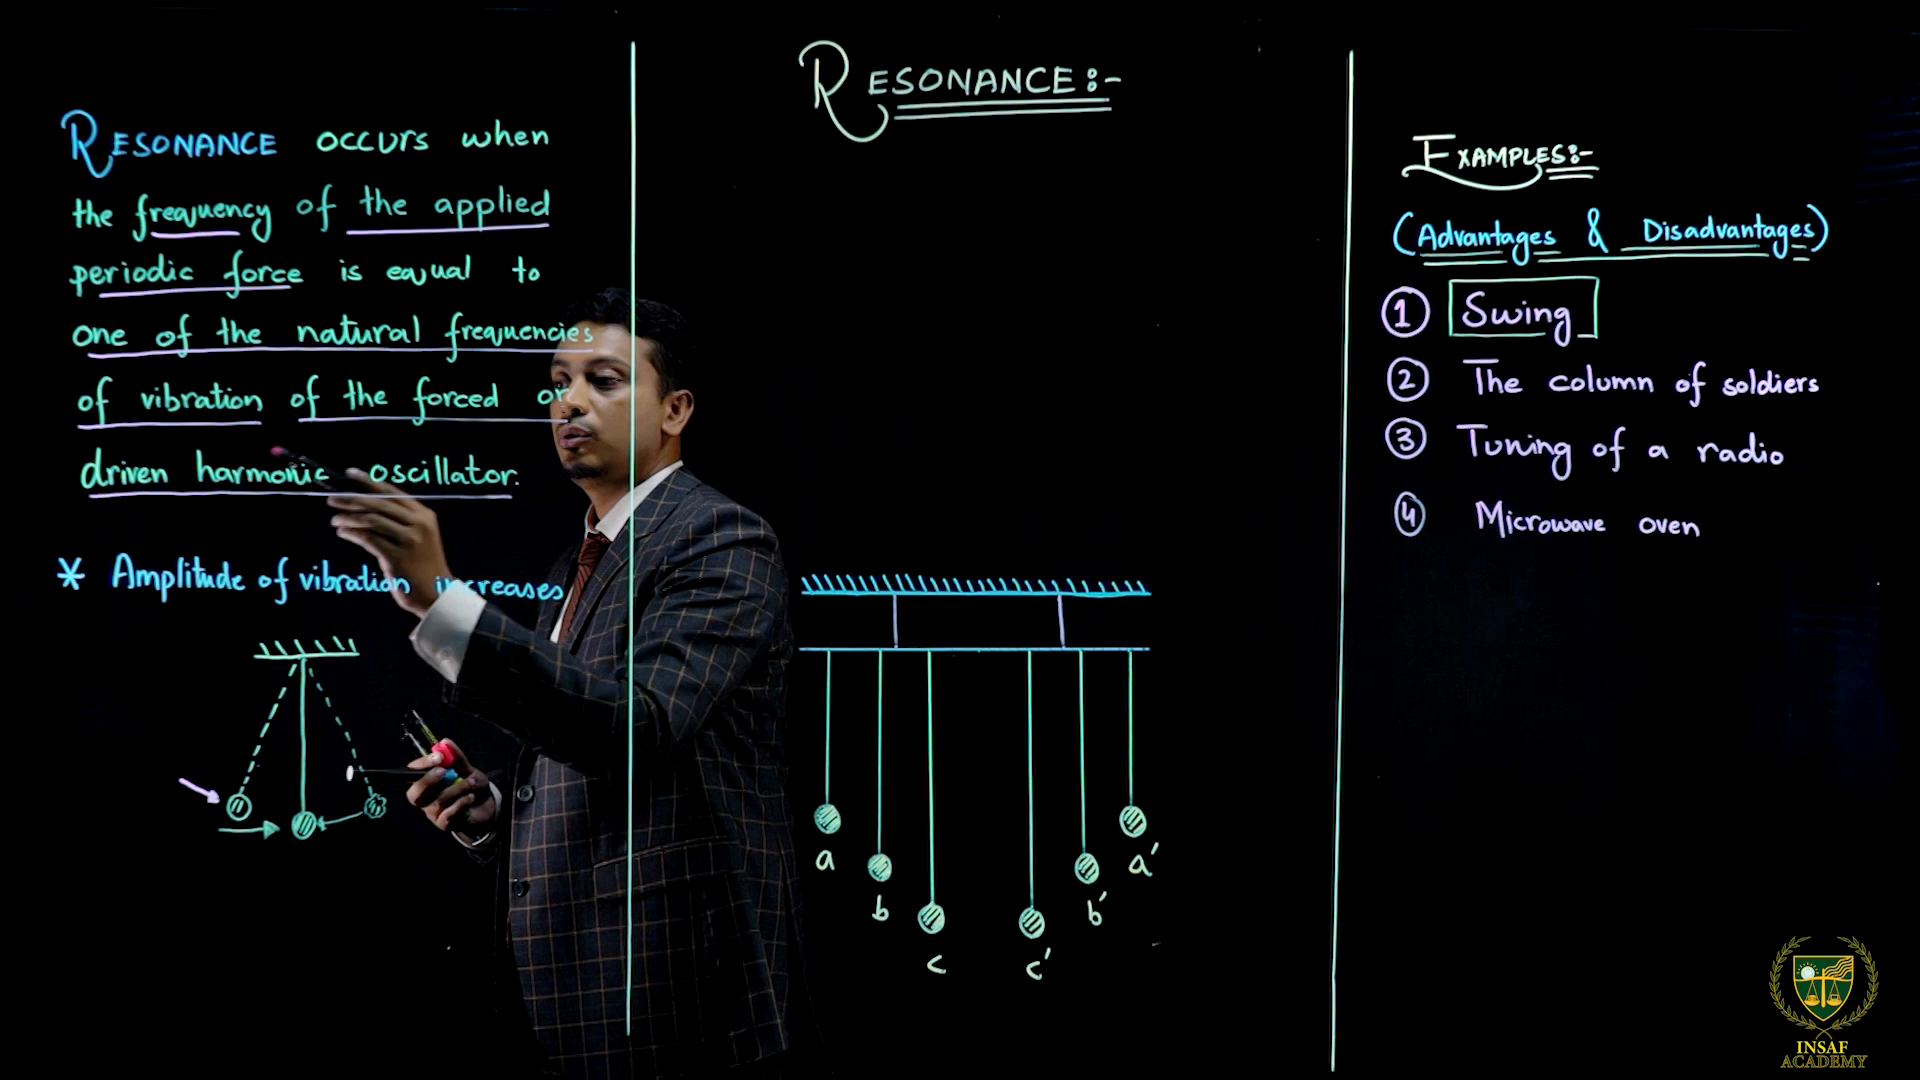 RESONANCE:-
RESONANCE occurs when
the frequency of the applied
periodic force is equal to
one of the natural frequencies
of vibration of the forced or
driven harmonic oscillator.
* Amplitude of vibration increases
a
b
c
c'
b'
a'
EXAMPLES:-
(Advantages & Disadvantages)
1 Swing
2 The column of soldiers
3 Tuning of a radio
4 Microwave oven
INSAF
ACADEMY